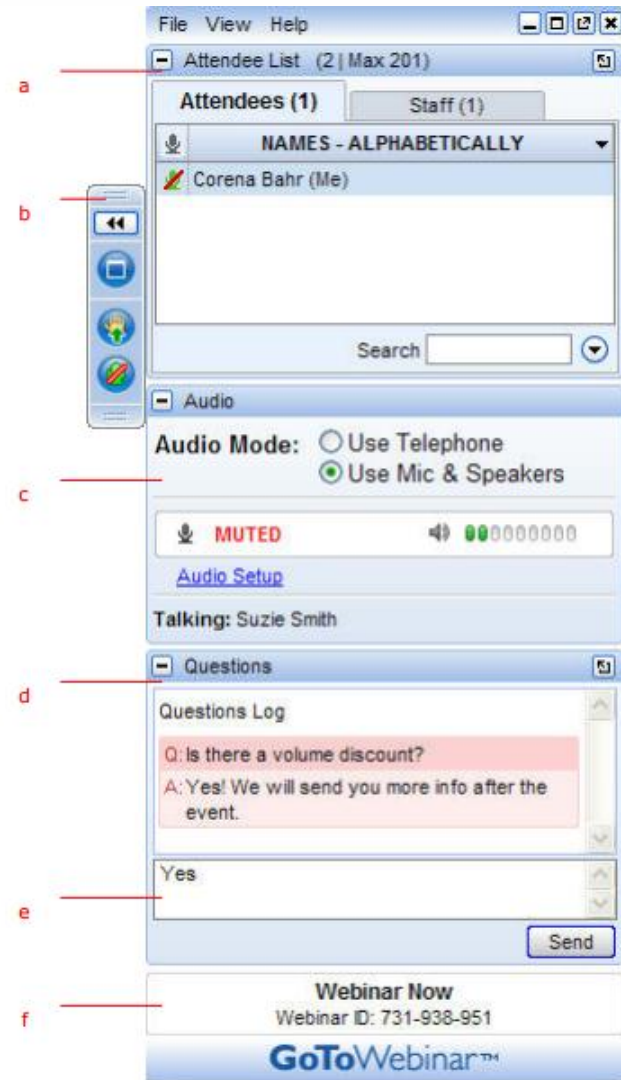 File View Help
Attendee List (2 | Max 201)
a
Attendees (1) Staff (1)
NAMES - ALPHABETICALLY
Corena Bahr (Me)
b
Search
Audio
Audio Mode: Use Telephone
Use Mic & Speakers
c
MUTED
Audio Setup
Talking: Suzie Smith
Questions
d
Questions Log
Q: Is there a volume discount?
A: Yes! We will send you more info after the
event.
Yes
e
Send
Webinar Now
f
Webinar ID: 731-938-951
GoToWebinar™